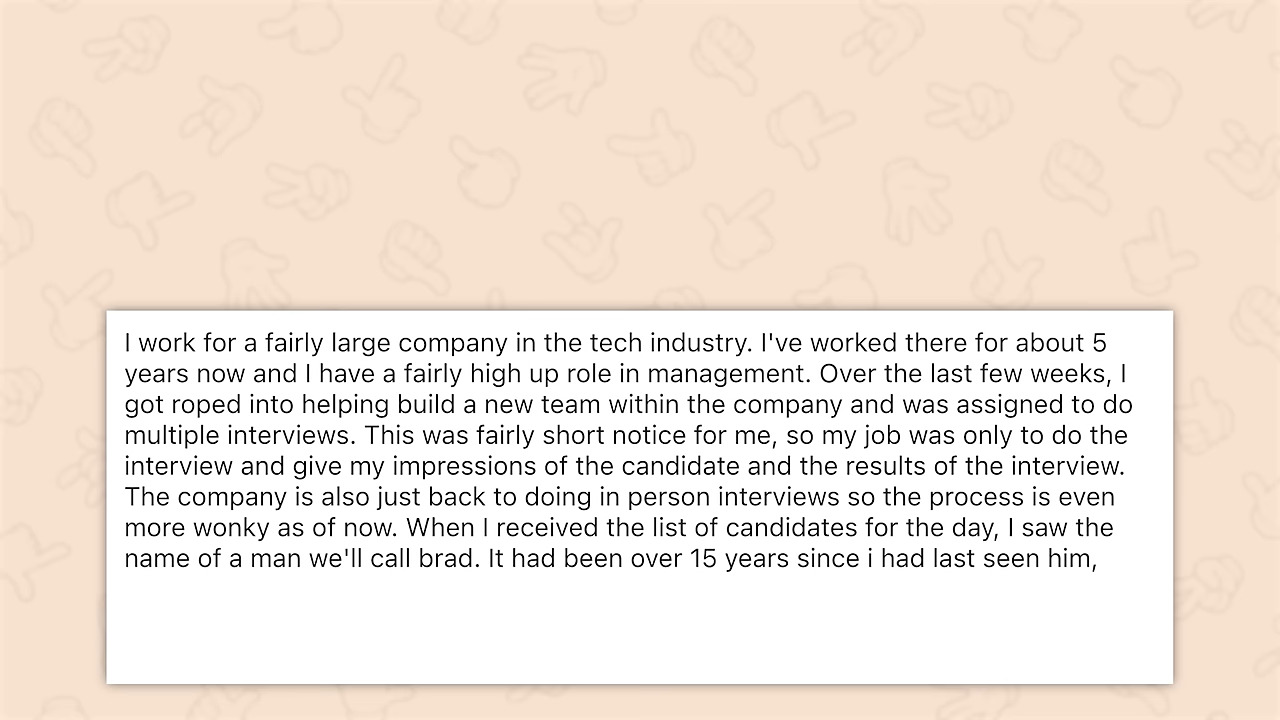 I work for a fairly large company in the tech industry. I've worked there for about 5
years now and I have a fairly high up role in management. Over the last few weeks, I
got roped into helping build a new team within the company and was assigned to do
multiple interviews. This was fairly short notice for me, so my job was only to do the
interview and give my impressions of the candidate and the results of the interview.
The company is also just back to doing in person interviews so the process is even
more wonky as of now. When I received the list of candidates for the day, I saw the
name of a man we'll call brad. It had been over 15 years since i had last seen him,